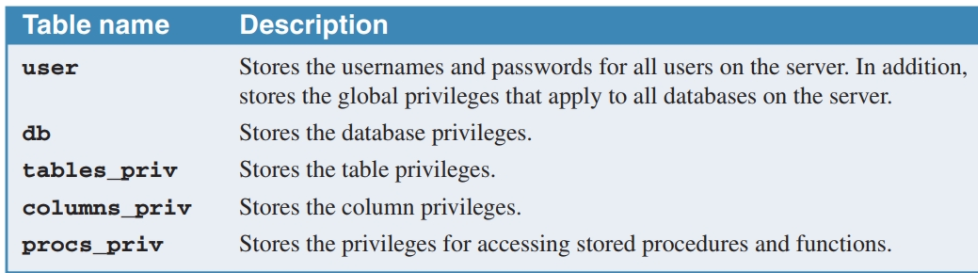 Table name Description
user Stores the usernames and passwords for all users on the server. In addition,
stores the global privileges that apply to all databases on the server.
db Stores the database privileges.
tables_priv Stores the table privileges.
columns_priv Stores the column privileges.
procs_priv Stores the privileges for accessing stored procedures and functions.